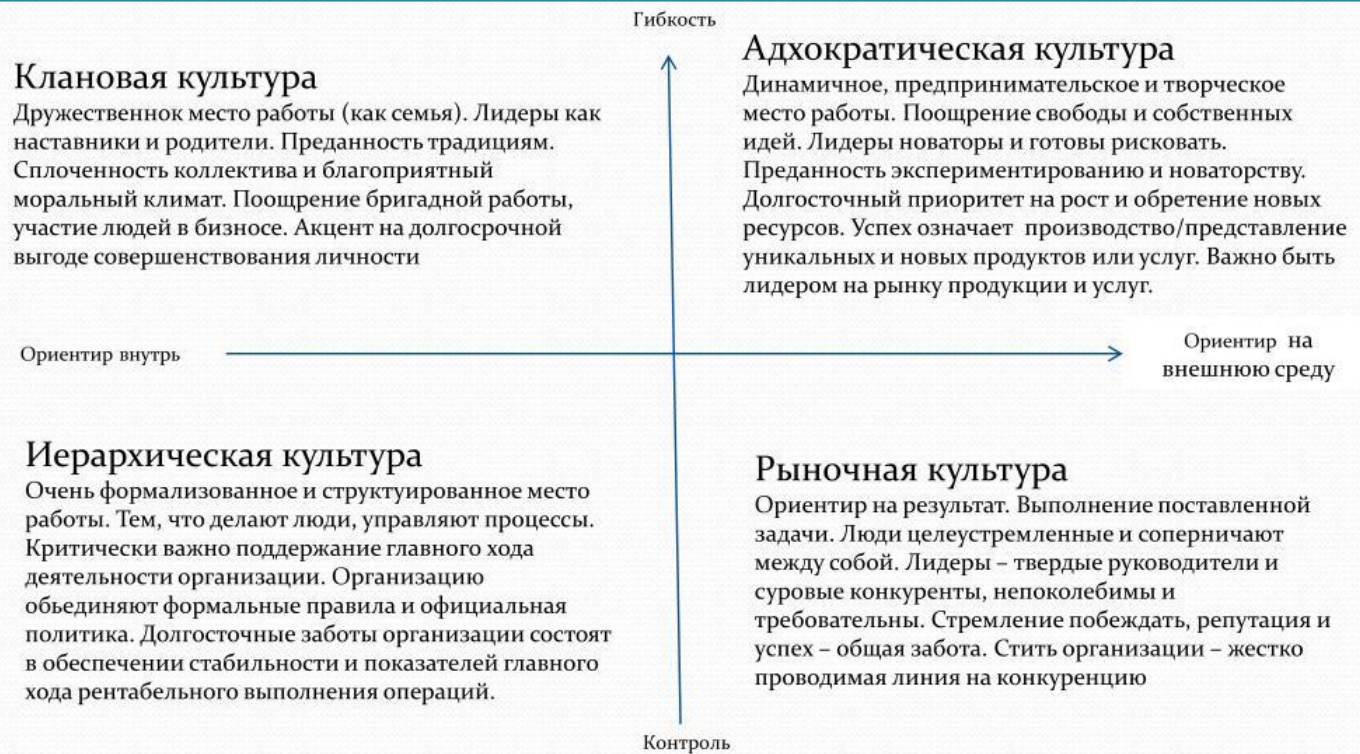 Гибкость
Клановая культура
Дружественнок место работы (как семья). Лидеры как
наставники и родители. Преданность традициям.
Сплоченность коллектива и благоприятный
моральный климат. Поощрение бригадной работы,
участие людей в бизносе. Акцент на долгосрочной
выгоде совершенствования личности
Адхократическая культура
Динамичное, предпринимательское и творческое
место работы. Поощрение свободы и собственных
идей. Лидеры новаторы и готовы рисковать.
Преданность экспериментированию и новаторству.
Долгосточный приоритет на рост и обретение новых
ресурсов. Успех означает производство/представление
уникальных и новых продуктов или услуг. Важно быть
лидером на рынку продукции и услуг.
Ориентир внутрь
Ориентир на
внешнюю среду
Иерархическая культура
Очень формализованное и структуированное место
работы. Тем, что делают люди, управляют процессы.
Критически важно поддержание главного хода
деятельности организации. Организацию
обьединяют формальные правила и официальная
политика. Долгосточные заботы организации состоят
в обеспечении стабильности и показателей главного
хода рентабельного выполнения операций.
Рыночная культура
Ориентир на результат. Выполнение поставленной
задачи. Люди целеустремленные и соперничают
между собой. Лидеры – твердые руководители и
суровые конкуренты, непоколебимы и
требовательны. Стремление побеждать, репутация и
успех – общая забота. Стить организации – жестко
проводимая линия на конкуренцию
Контроль